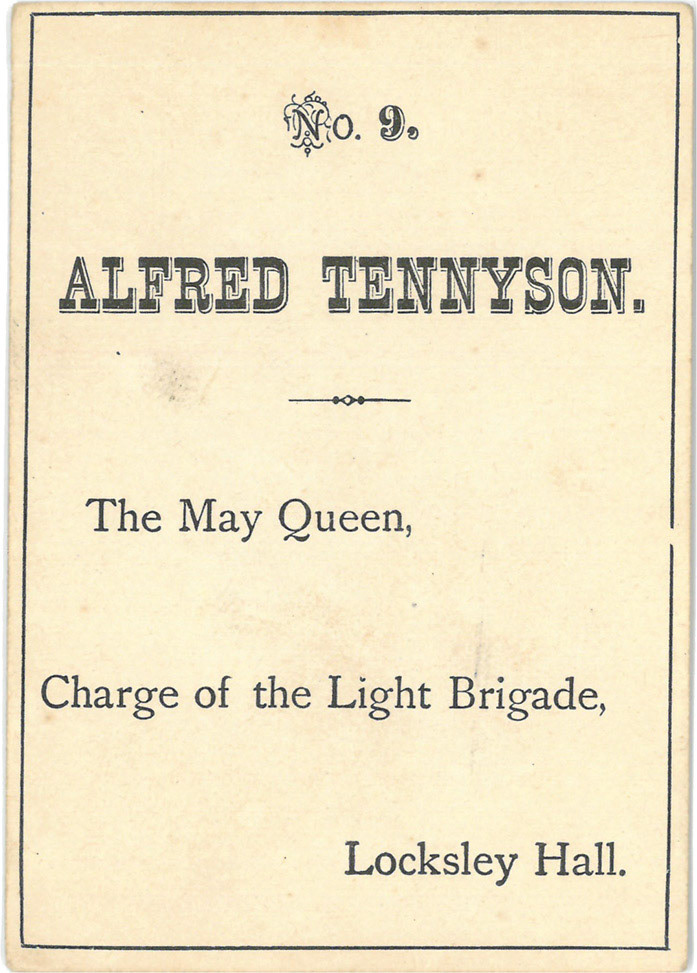 No. 9.
ALFRED TENNYSON.
The May Queen,
Charge of the Light Brigade,
Locksley Hall.